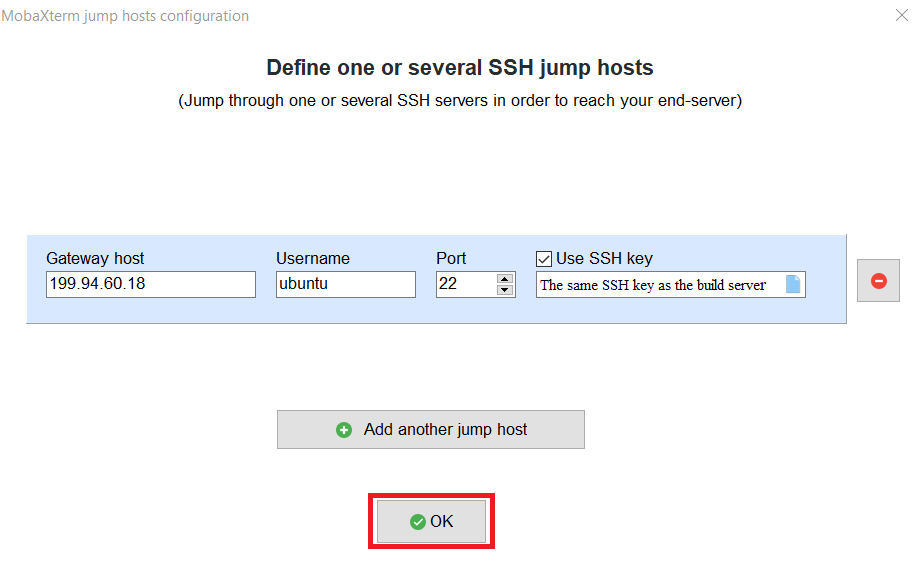 MobaXterm jump hosts configuration
Define one or several SSH jump hosts
(Jump through one or several SSH servers in order to reach your end-server)
Gateway host Username Port Use SSH key
199.94.60.18 ubuntu 22 The same SSH key as the build server
Add another jump host
OK